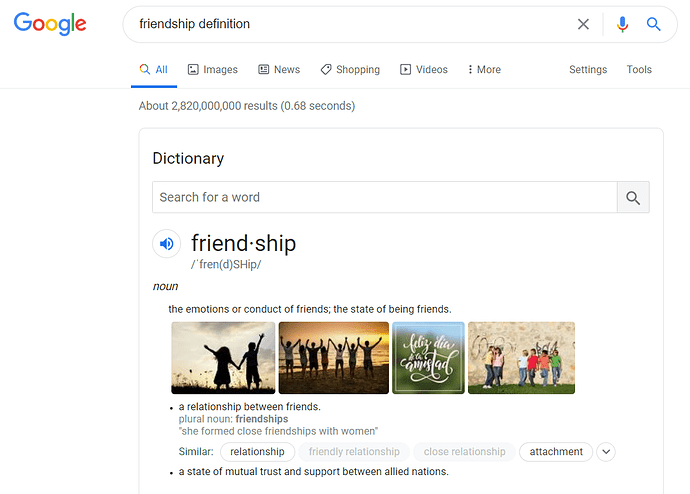 Google
friendship definition
All Images News Shopping Videos More Settings Tools
About 2,820,000,000 results (0.68 seconds)
Dictionary
Search for a word
friend·ship
/ˈfren(d)SHip/
noun
the emotions or conduct of friends; the state of being friends.
feliz día
de la
amistad
• a relationship between friends.
plural noun: friendships
"she formed close friendships with women"
Similar: relationship friendly relationship close relationship attachment
• a state of mutual trust and support between allied nations.